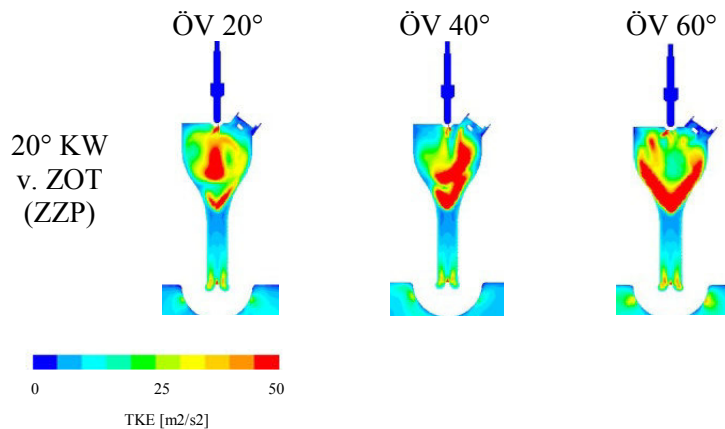 ÖV 20° ÖV 40° ÖV 60°
20° KW
v. ZOT
(ZZP)
0 25 50
TKE [m2/s2]